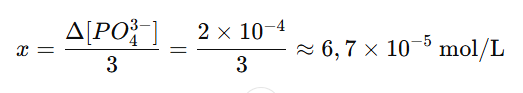 x = Δ[PO₄³⁻]/3 = 2 × 10⁻⁴/3 ≈ 6,7 × 10⁻⁵ mol/L